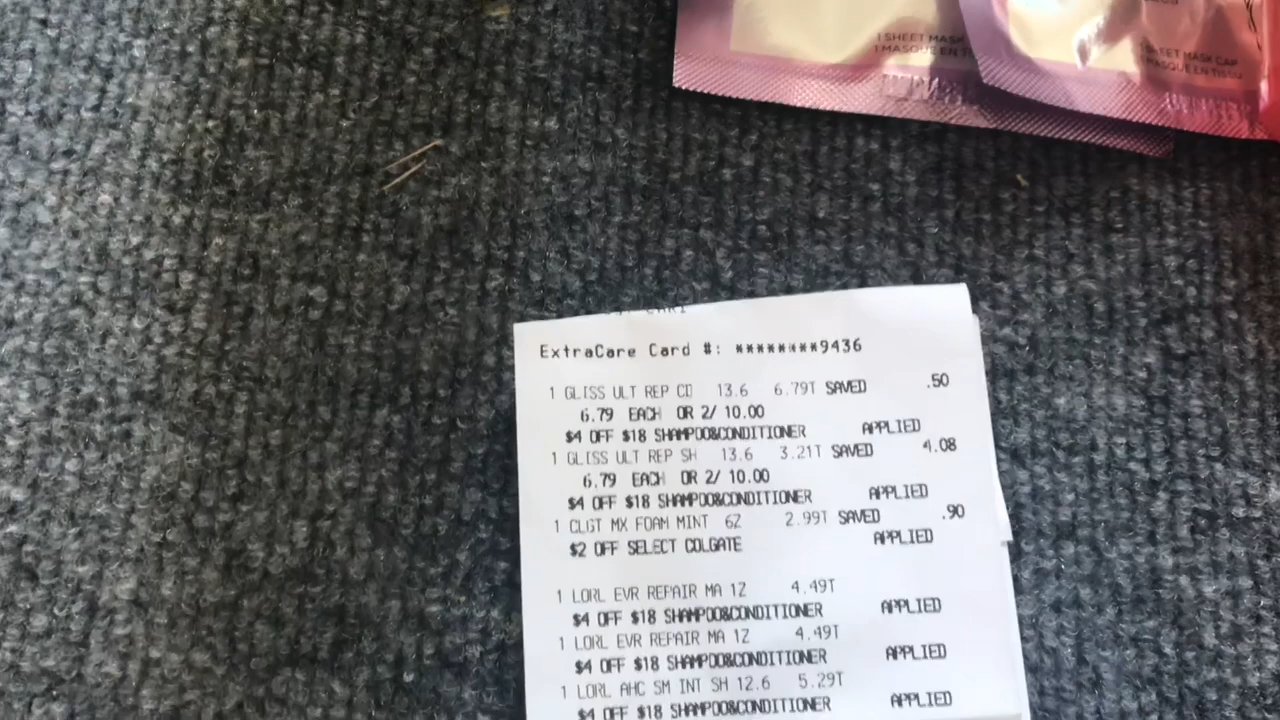 1 SHEET MASK
1 MASQUE EN
SHEET MASK CAP
MASQUE EN TISSU
ExtraCare Card #: ********9436
1 GLISS ULT REP CD 13.6 6.79T SAVED .50
6.79 EACH OR 2/ 10.00
$4 OFF $18 SHAMPOO&CONDITIONER APPLIED
1 GLISS ULT REP SH 13.6 3.21T SAVED 4.08
6.79 EACH OR 2/ 10.00
$4 OFF $18 SHAMPOO&CONDITIONER APPLIED
1 CLGT MX FOAM MINT 6Z 2.99T SAVED .90
$2 OFF SELECT COLGATE APPLIED
1 LORL EVR REPAIR MA 1Z 4.49T
$4 OFF $18 SHAMPOO&CONDITIONER APPLIED
1 LORL EVR REPAIR MA 1Z 4.49T
$4 OFF $18 SHAMPOO&CONDITIONER APPLIED
1 LORL AHC SM INT SH 12.6 5.29T
$4 OFF $18 SHAMPOO&CONDITIONER APPLIED